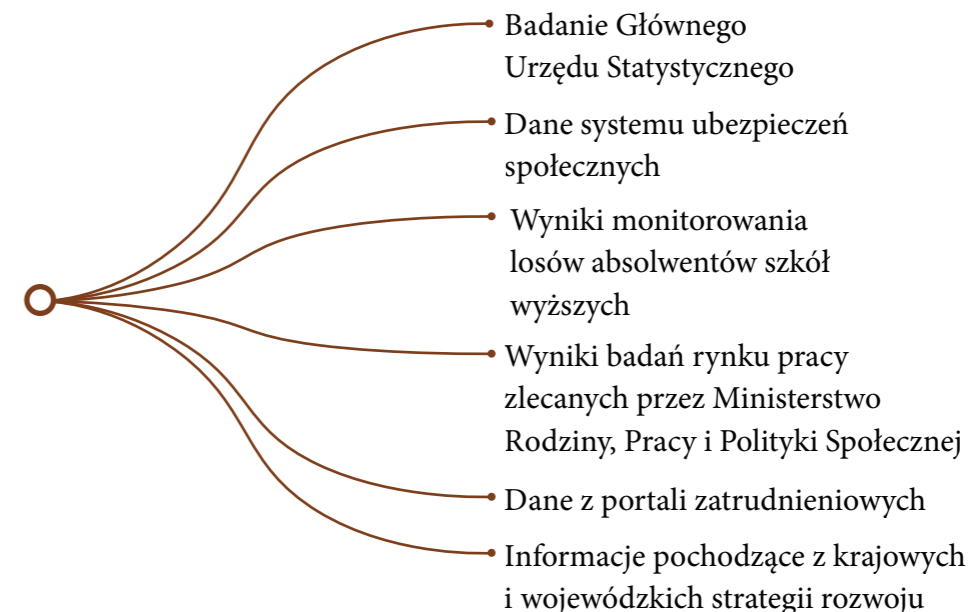 Badanie Głównego
Urzędu Statystycznego
Dane systemu ubezpieczeń
społecznych
Wyniki monitorowania
losów absolwentów szkół
wyższych
Wyniki badań rynku pracy
zlecanych przez Ministerstwo
Rodziny, Pracy i Polityki Społecznej
Dane z portali zatrudnieniowych
Informacje pochodzące z krajowych
i wojewódzkich strategii rozwoju